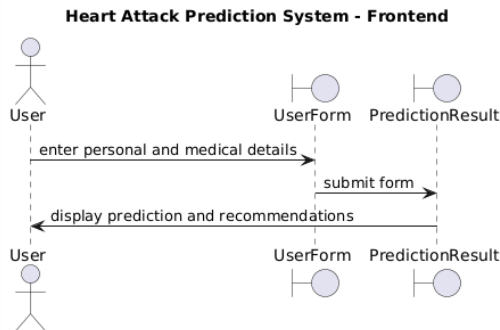 Heart Attack Prediction System - Frontend
User
UserForm
PredictionResult
enter personal and medical details
submit form
display prediction and recommendations
User
UserForm
PredictionResult